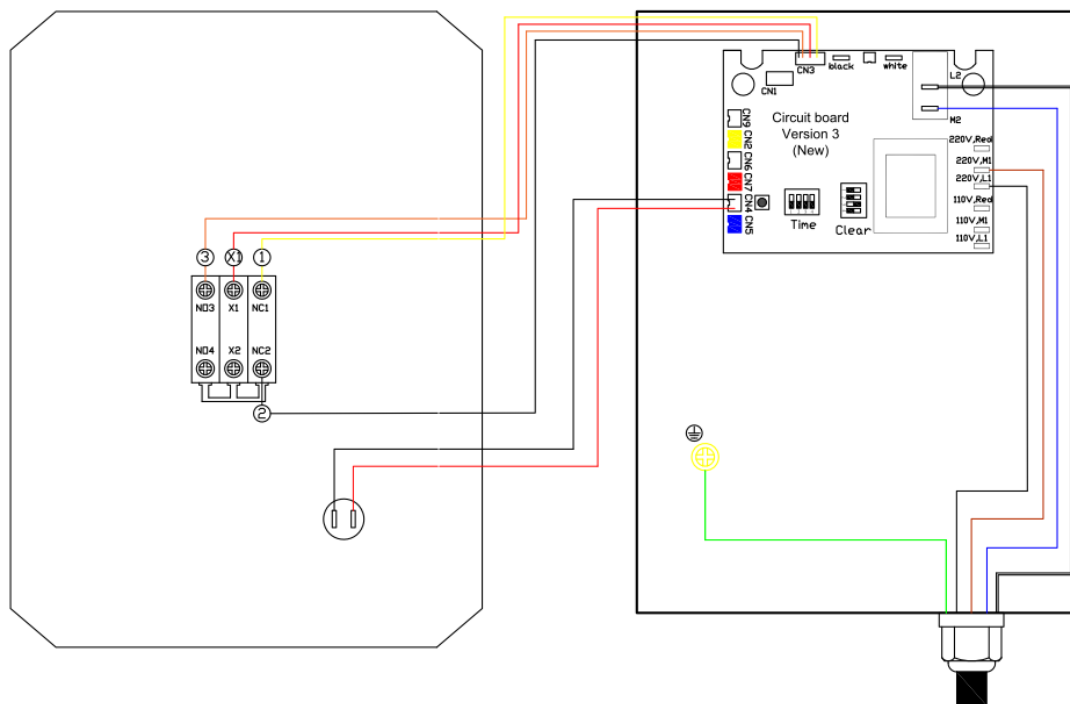 CN3
black
white
L2
CN1
M2
CN9
Circuit board
Version 3
(New)
CN2
220V,Red
CN6
220V,M1
CN7
220V,L1
CN4
110V,Red
CN5
Time
Clear
110V,M1
110V,L1
3
X1
1
NO3
X1
NC1
NO4
X2
NC2
2